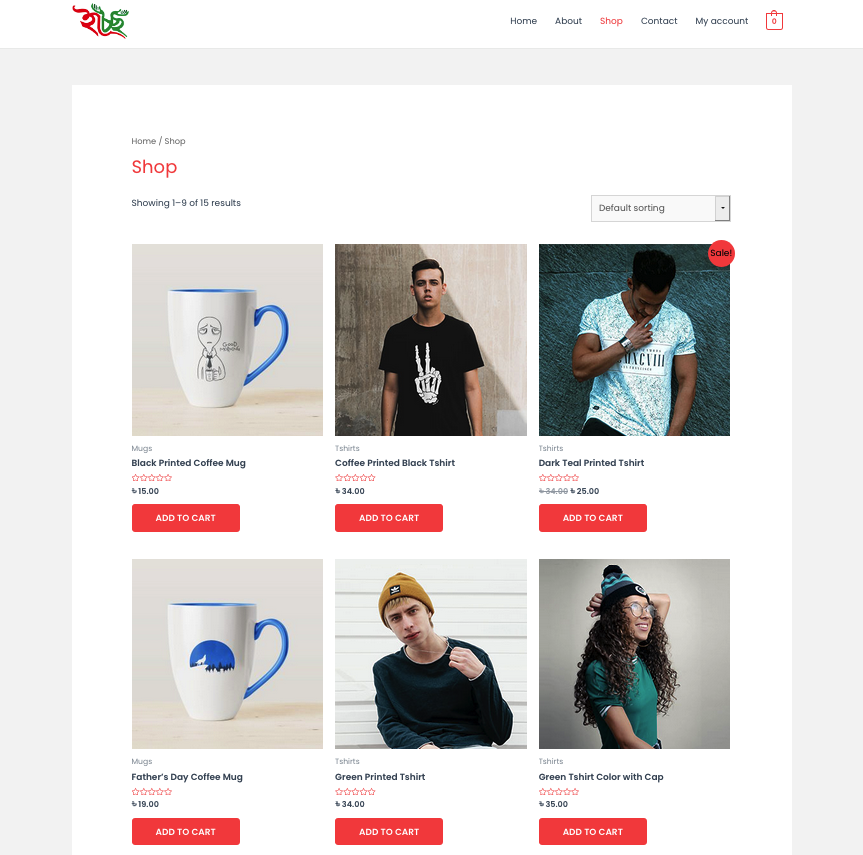 হচ্ছে
Home
About
Shop
Contact
My account
0
Home / Shop
Shop
Showing 1–9 of 15 results
Default sorting
GooD
MORNING
Sale!
Mugs
Black Printed Coffee Mug
৳ 15.00
ADD TO CART
Tshirts
Coffee Printed Black Tshirt
৳ 34.00
ADD TO CART
Tshirts
Dark Teal Printed Tshirt
৳ 34.00 ৳ 25.00
ADD TO CART
Mugs
Father's Day Coffee Mug
৳ 19.00
ADD TO CART
Tshirts
Green Printed Tshirt
৳ 34.00
ADD TO CART
Tshirts
Green Tshirt Color with Cap
৳ 35.00
ADD TO CART